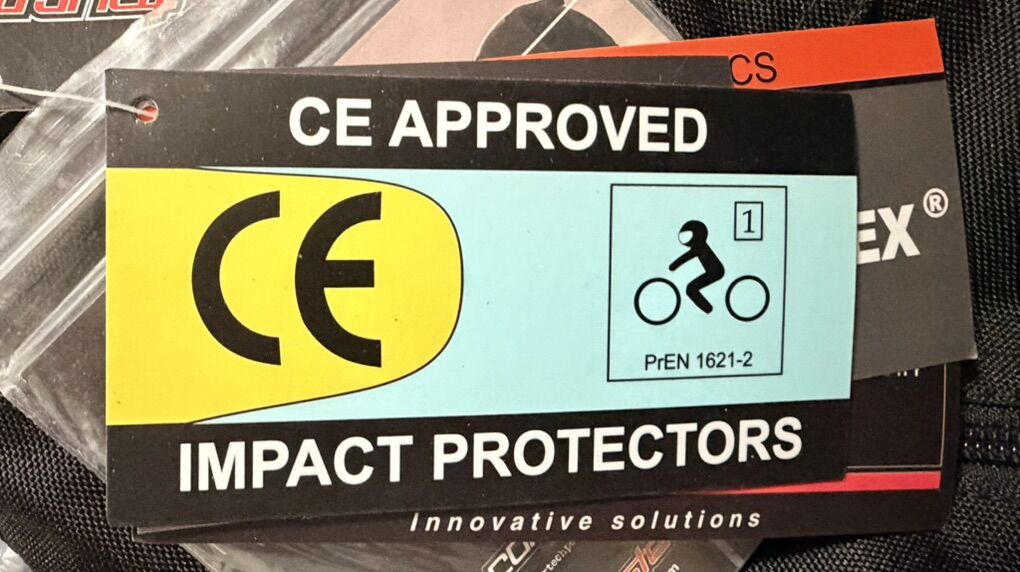 CS
CE APPROVED
CE
1
EX®
PrEN 1621-2
IMPACT PROTECTORS
Innovative solutions